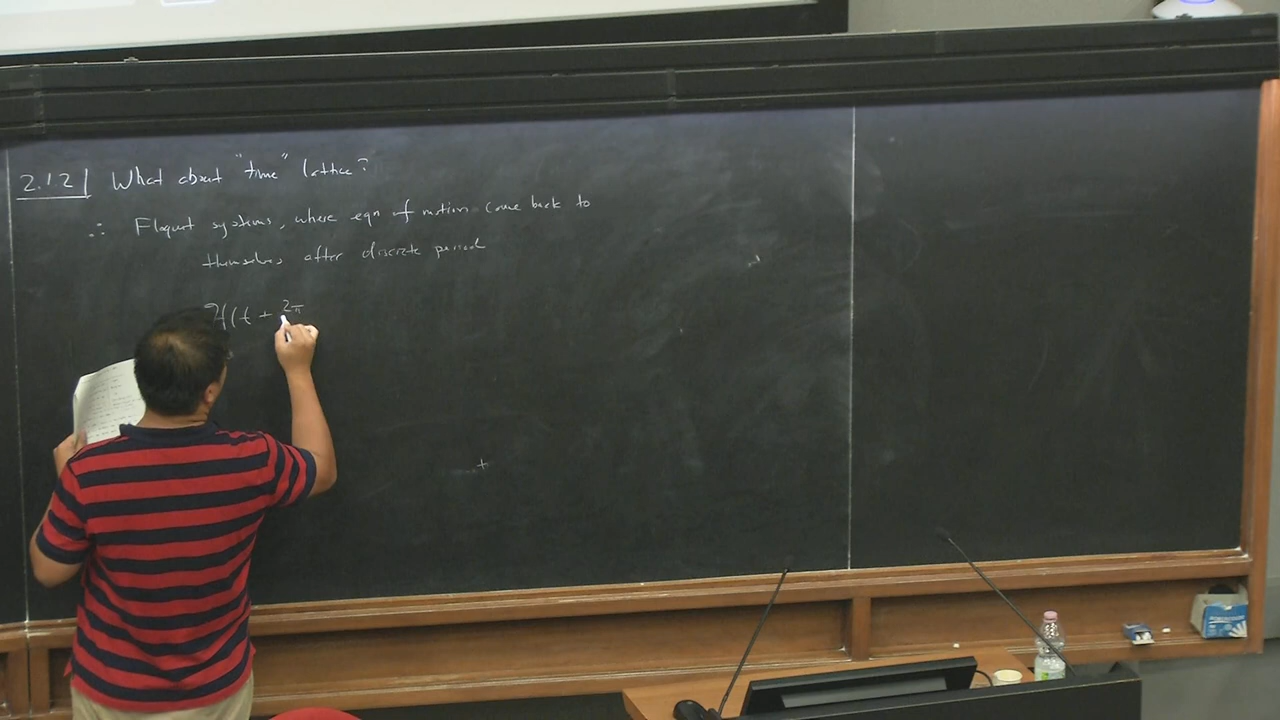 2.12| What about "time" lattice?
∴ Floquet systems, where eqn of motion come back to
themselves after discrete period
H(t + 2π